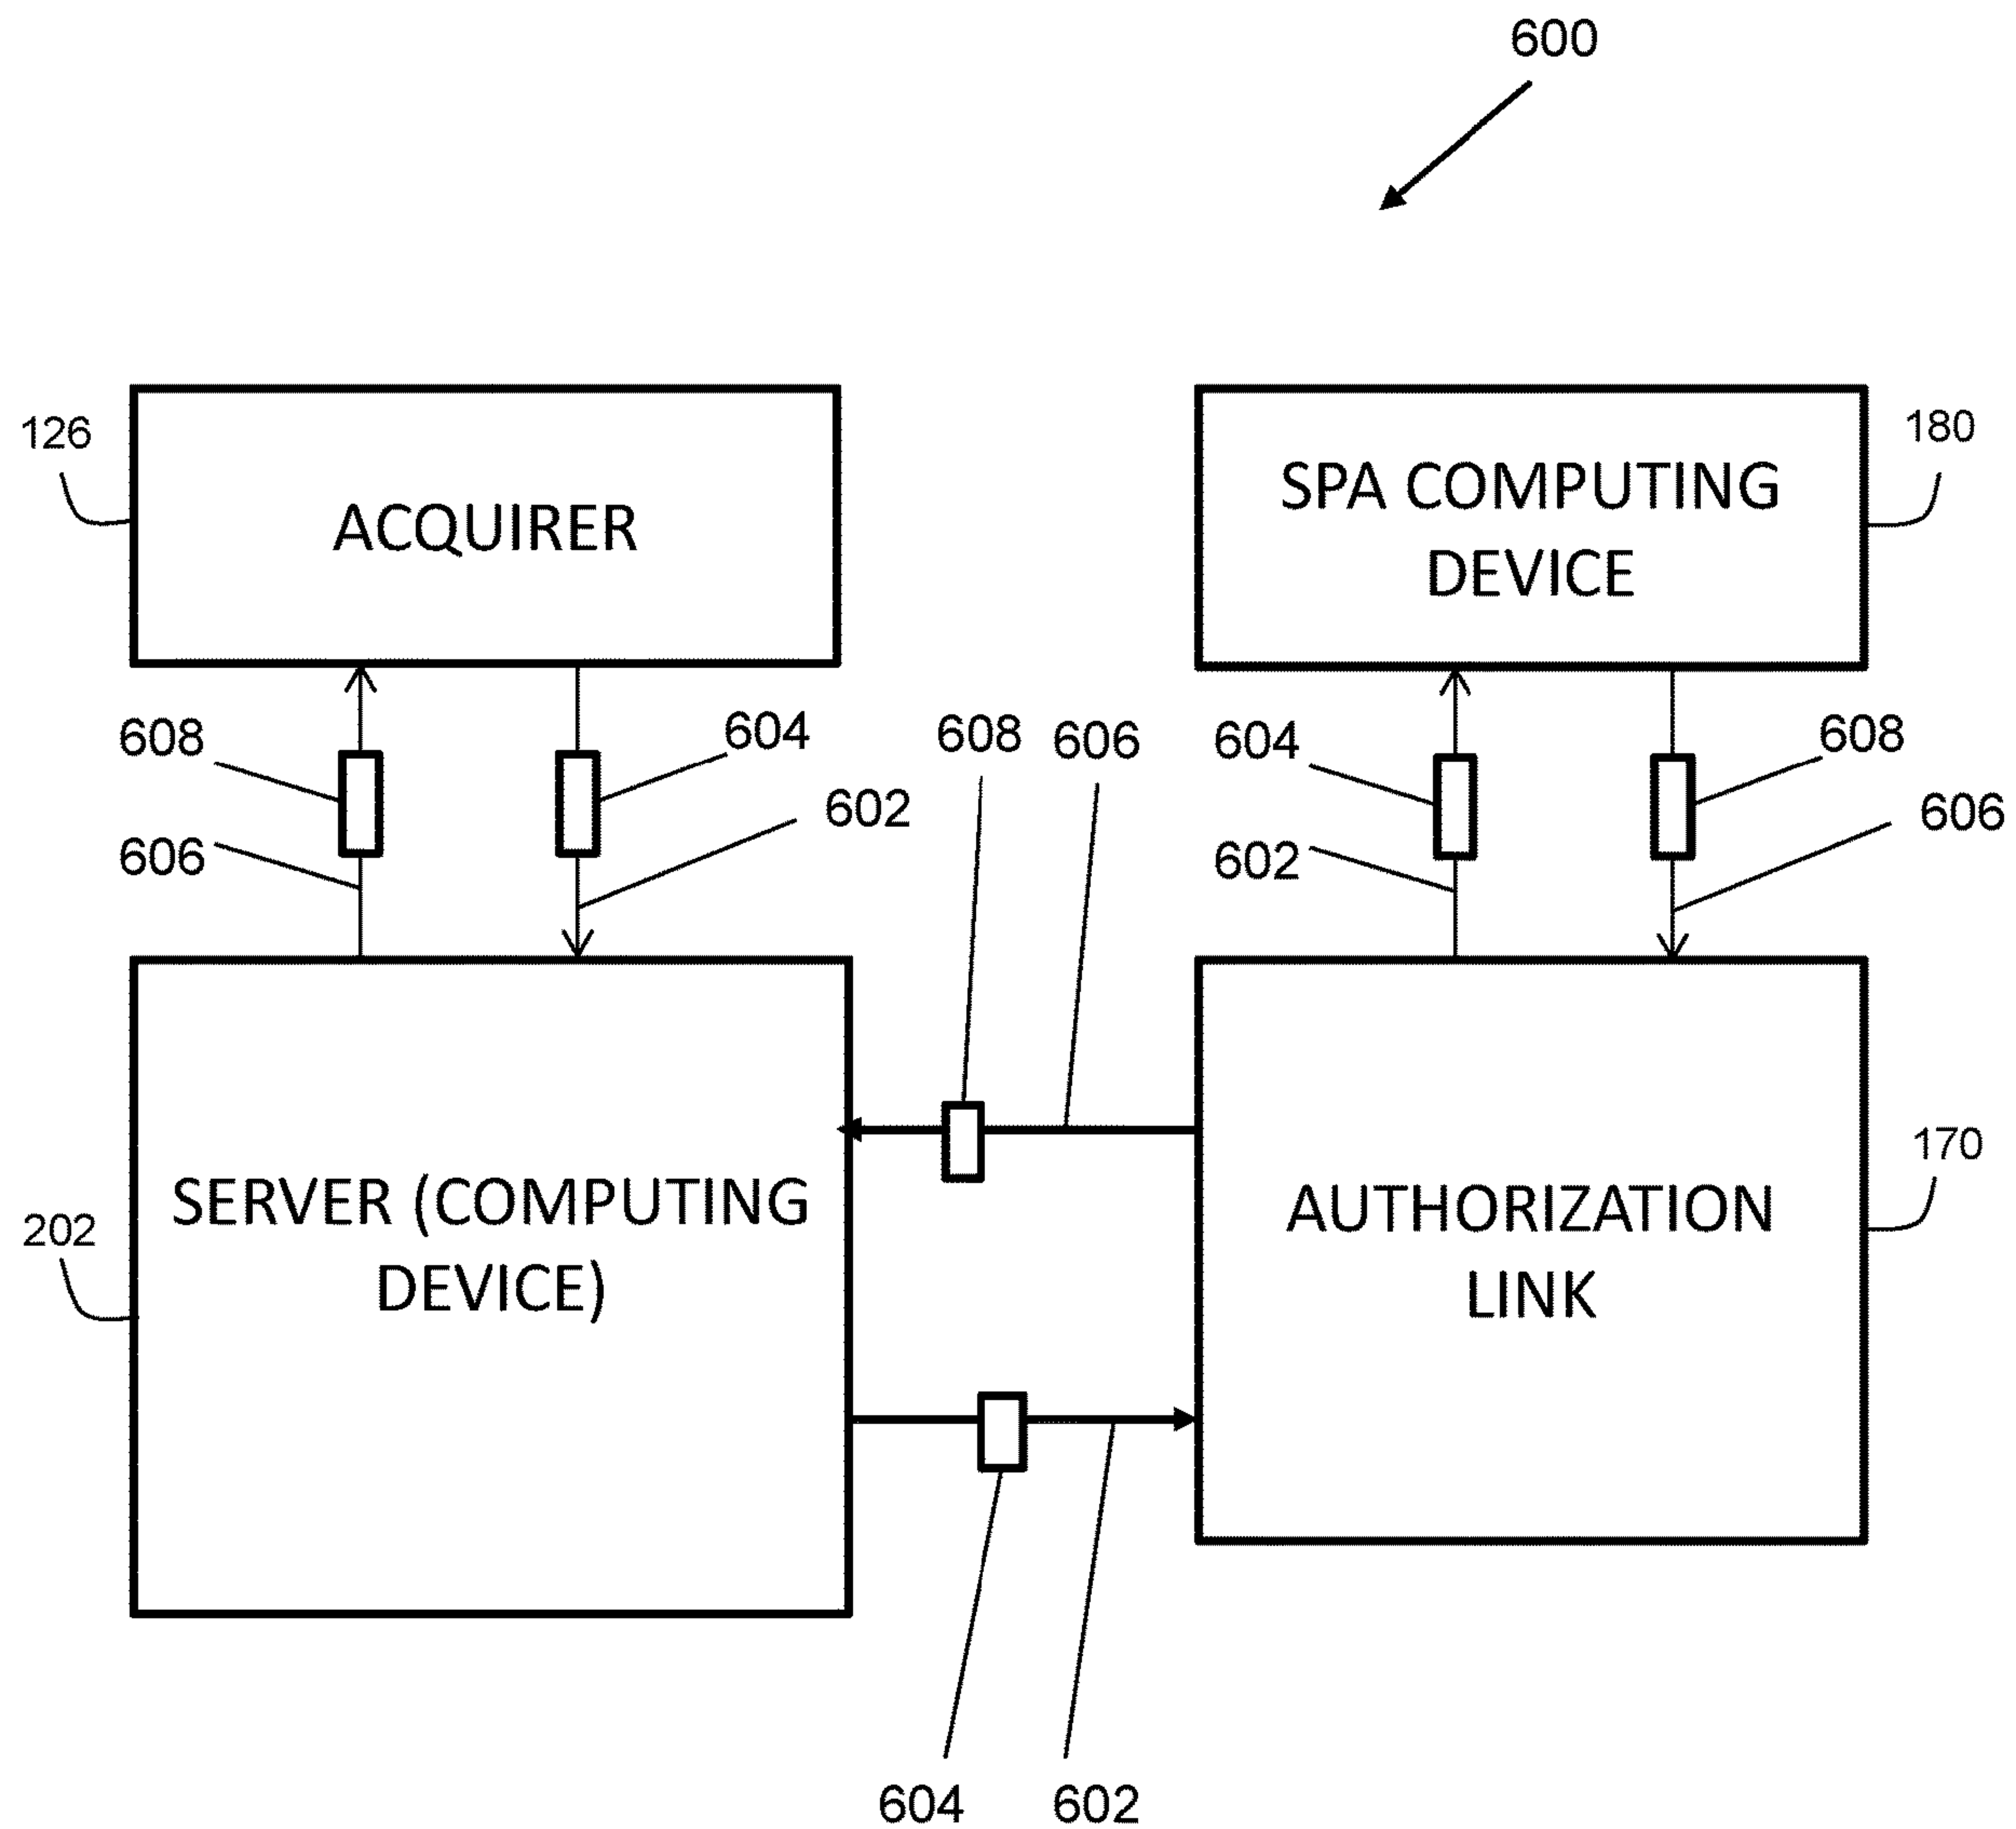 600
126
ACQUIRER
180
SPA COMPUTING
DEVICE
608
604
606
602
608
606
604
602
608
606
202
SERVER (COMPUTING
DEVICE)
170
AUTHORIZATION
LINK
604
602